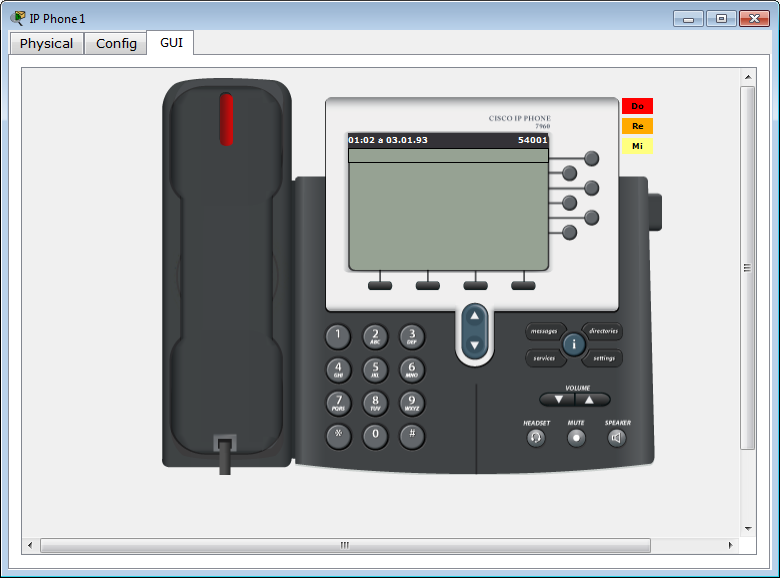 IP Phone1
Physical Config GUI
CISCO IP PHONE
7960
01:02 a 03.01.93 54001
Do
Re
Mi
1 2 ABC 3 DEF
4 GHI 5 JKL 6 MNO
7 PQRS 8 TUV 9 WXYZ
* 0 #
messages directories
i
services settings
VOLUME
HEADSET MUTE SPEAKER